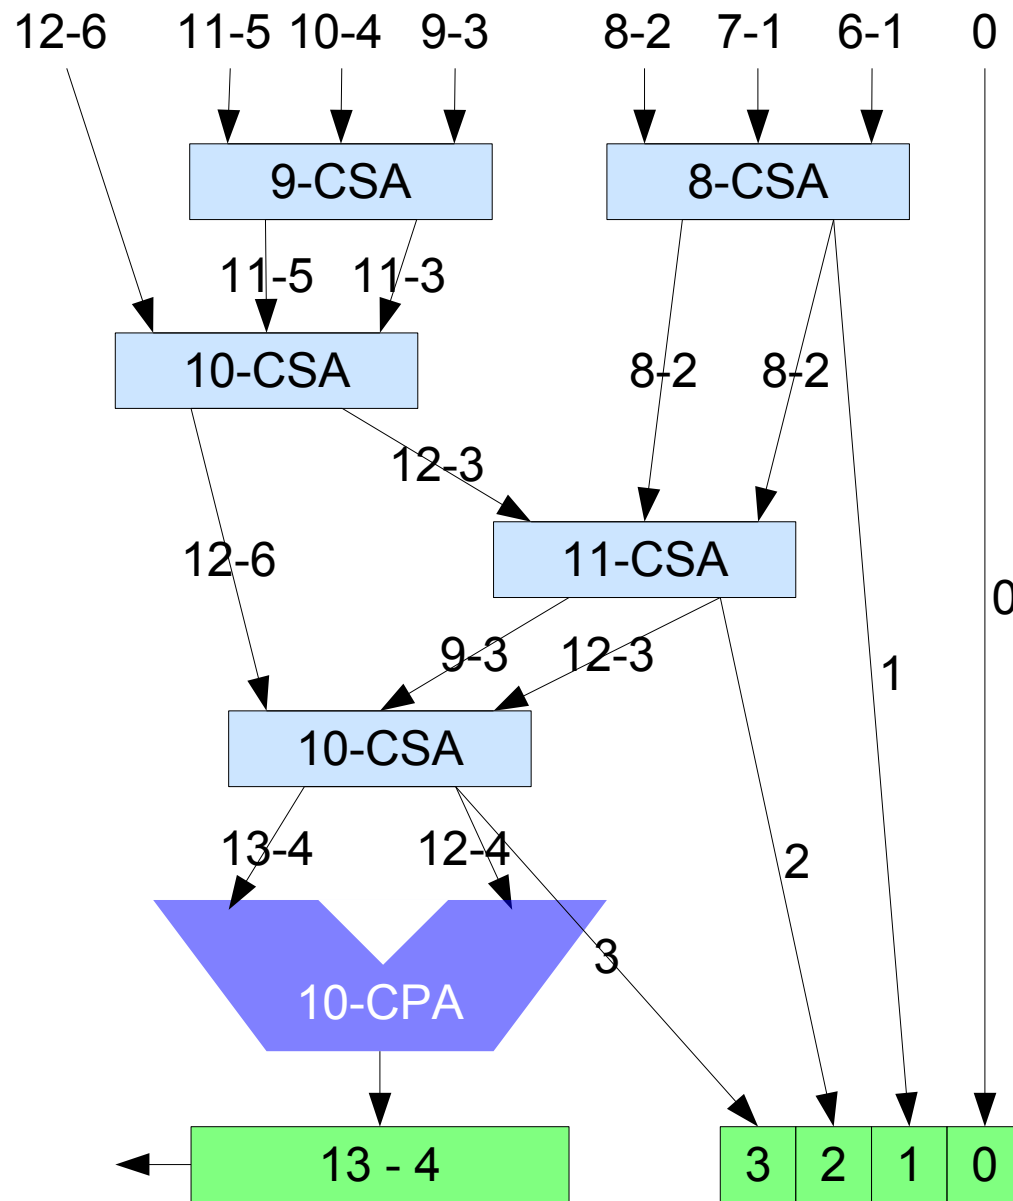 12-6 11-5 10-4 9-3 8-2 7-1 6-1 0
9-CSA 8-CSA
11-5 11-3
10-CSA 8-2 8-2
12-3
12-6 11-CSA
0
9-3 12-3
1
10-CSA
13-4 12-4
2
3
10-CPA
13 - 4 3 2 1 0